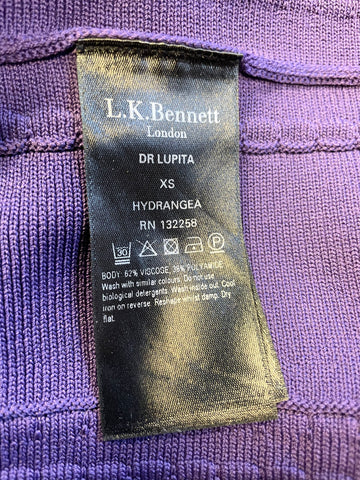 L.K.Bennett
London
DR LUPITA
XS
HYDRANGEA
RN 132258
30 P
BODY: 62% VISCOSE, 38% POLYAMIDE
Wash with similar colours. Do not use
biological detergents. Wash inside out. Cool
iron on reverse. Reshape whilst damp. Dry
flat.